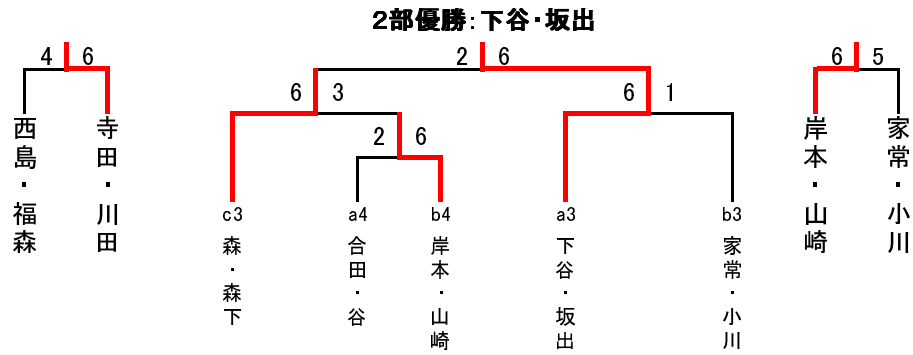 2部優勝:下谷・坂出
4 6
2 6
6 5
6 3
6 1
2 6
西島・福森
寺田・川田
岸本・山崎
家常・小川
c3
a4
b4
a3
b3
森・森下
合田・谷
岸本・山崎
下谷・坂出
家常・小川